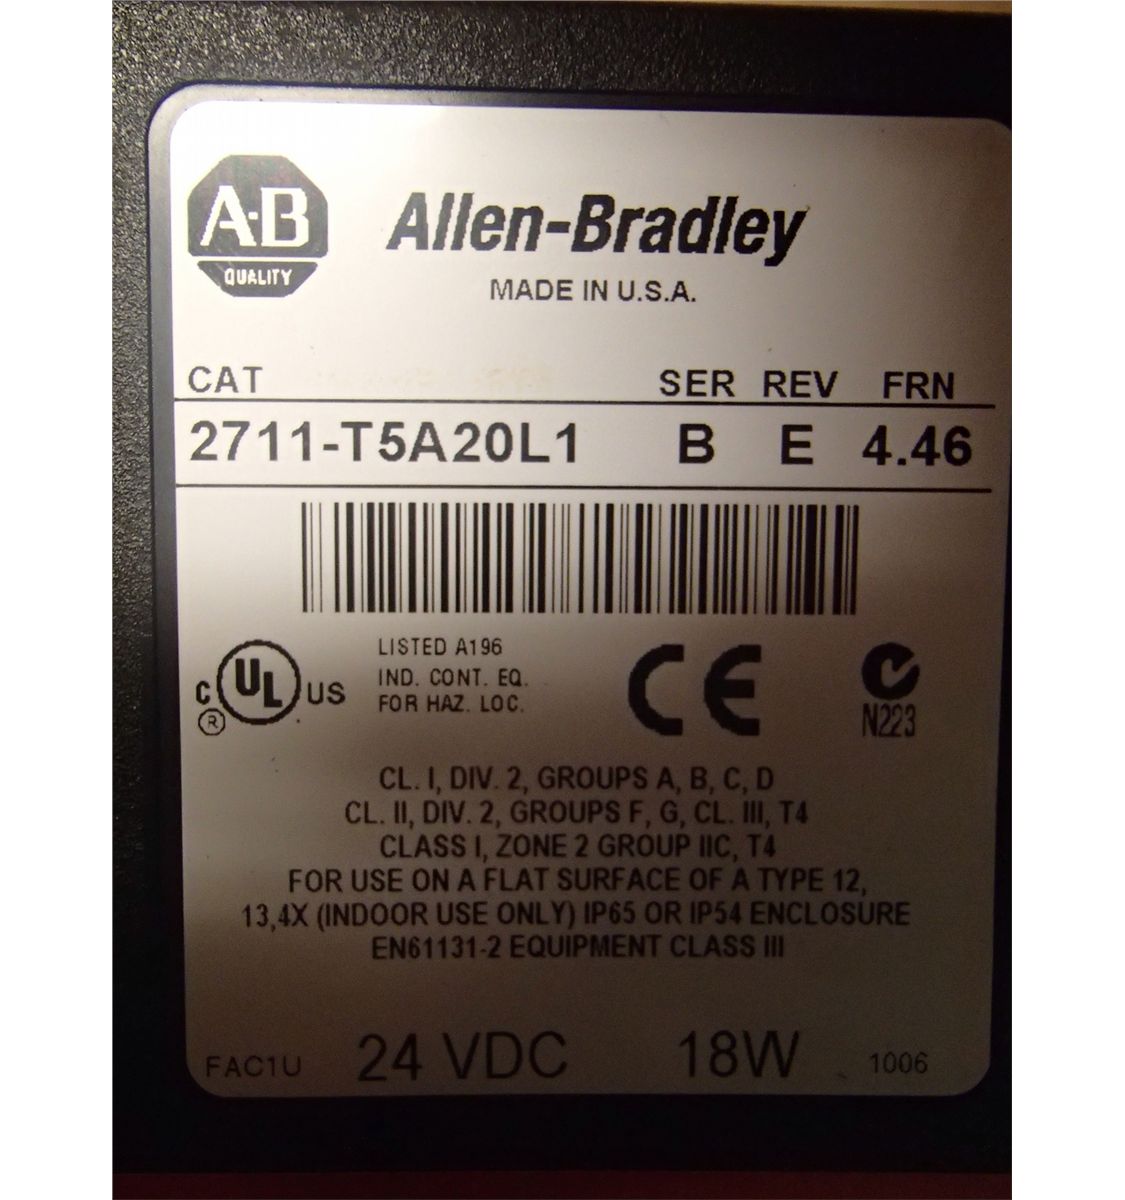 A-B
QUALITY
Allen-Bradley
MADE IN U.S.A.
CAT SER REV FRN
2711-T5A20L1 B E 4.46
LISTED A196
IND. CONT. EQ.
FOR HAZ. LOC.
C UL US
®
CE
N223
CL. I, DIV. 2, GROUPS A, B, C, D
CL. II, DIV. 2, GROUPS F, G, CL. III, T4
CLASS I, ZONE 2 GROUP IIC, T4
FOR USE ON A FLAT SURFACE OF A TYPE 12,
13,4X (INDOOR USE ONLY) IP65 OR IP54 ENCLOSURE
EN61131-2 EQUIPMENT CLASS III
FAC1U 24 VDC 18W 1006